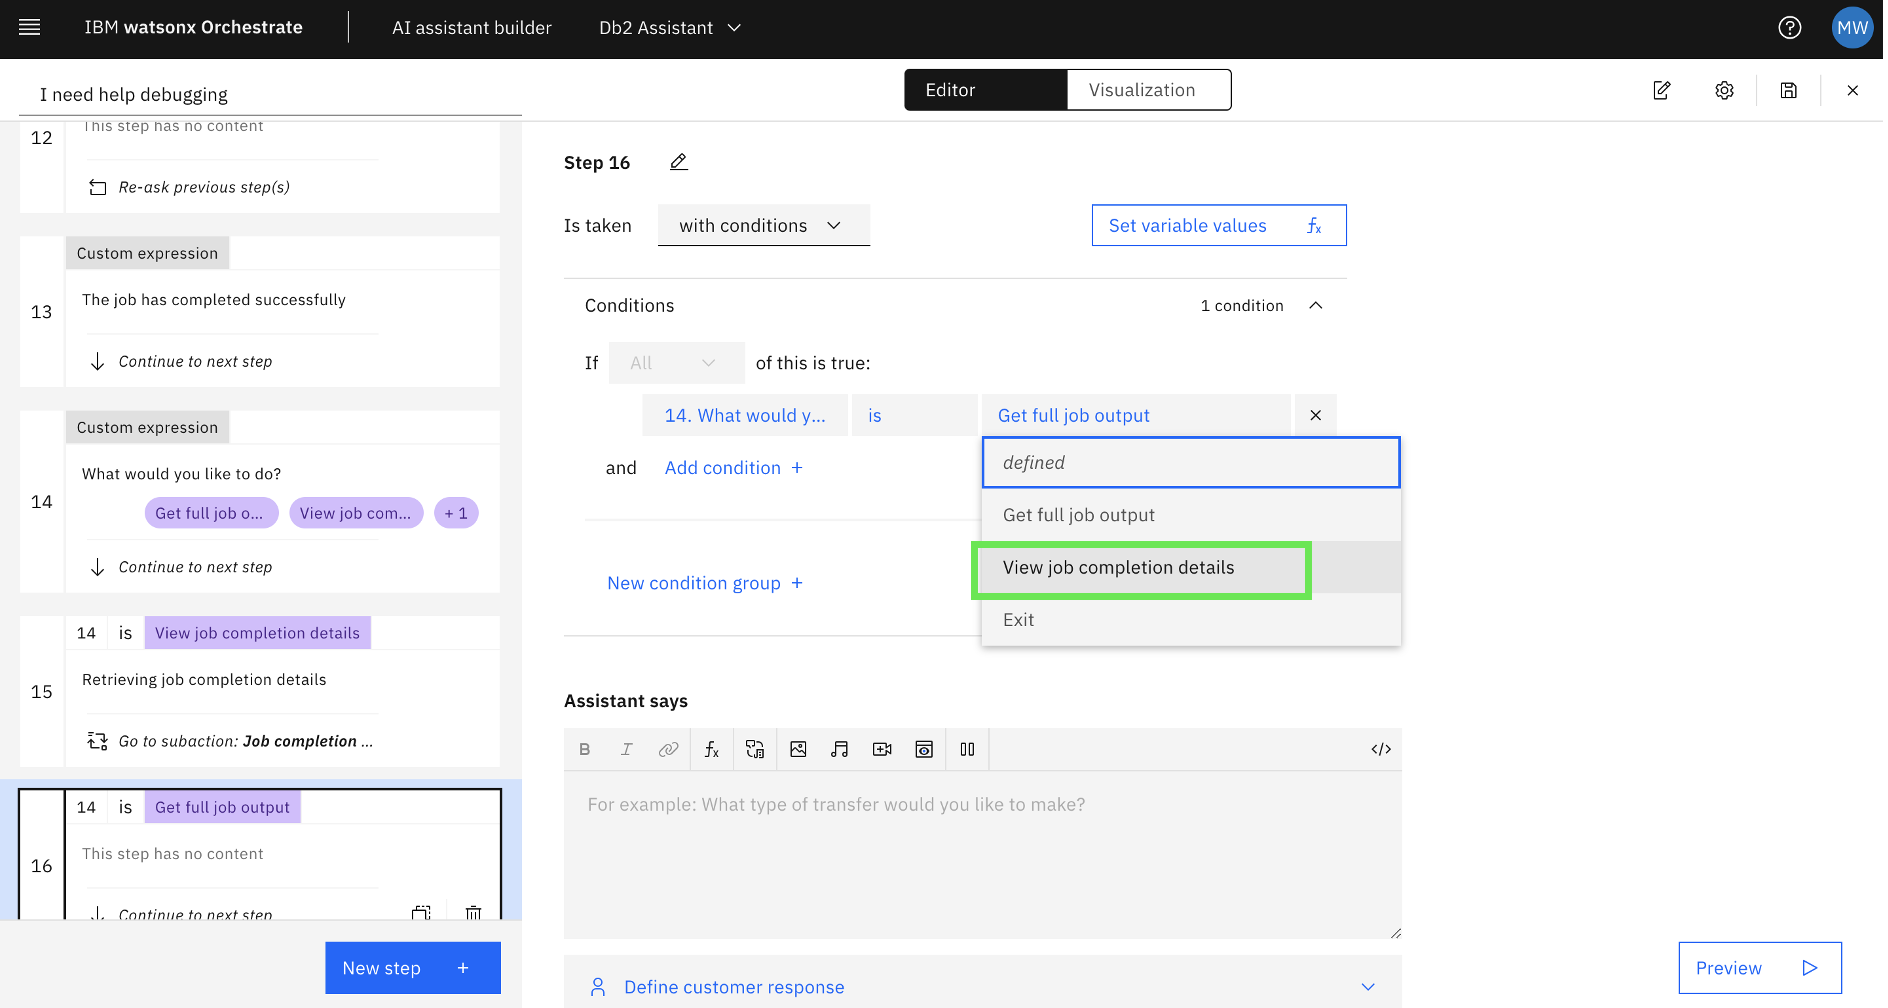 IBM watsonx Orchestrate
AI assistant builder
Db2 Assistant
MW
I need help debugging
Editor
Visualization
12
This step has no content
Re-ask previous step(s)
Custom expression
13
The job has completed successfully
Continue to next step
Custom expression
14
What would you like to do?
Get full job o...
View job com...
+ 1
Continue to next step
14 is View job completion details
15
Retrieving job completion details
Go to subaction: Job completion ...
14 is Get full job output
16
This step has no content
Continue to next step
New step +
Step 16
Is taken
with conditions
Set variable values fx
Conditions
1 condition
If All of this is true:
14. What would y...
is
Get full job output
and Add condition +
defined
Get full job output
View job completion details
Exit
New condition group +
Assistant says
B I fx </>
For example: What type of transfer would you like to make?
Define customer response
Preview